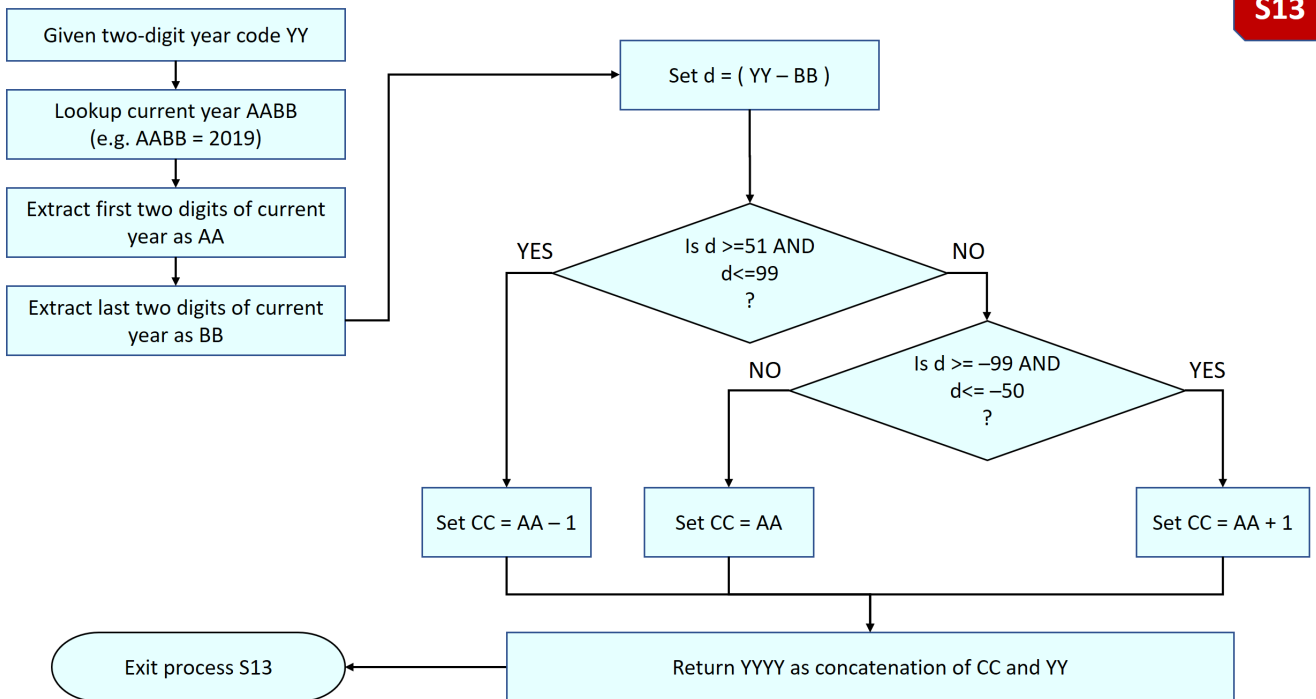 S13
Given two-digit year code YY
Lookup current year AABB
(e.g. AABB = 2019)
Extract first two digits of current
year as AA
Extract last two digits of current
year as BB
Set d = ( YY – BB )
Is d >=51 AND
d<=99
?
YES
NO
Is d >= –99 AND
d<= –50
?
NO
YES
Set CC = AA – 1
Set CC = AA
Set CC = AA + 1
Return YYYY as concatenation of CC and YY
Exit process S13